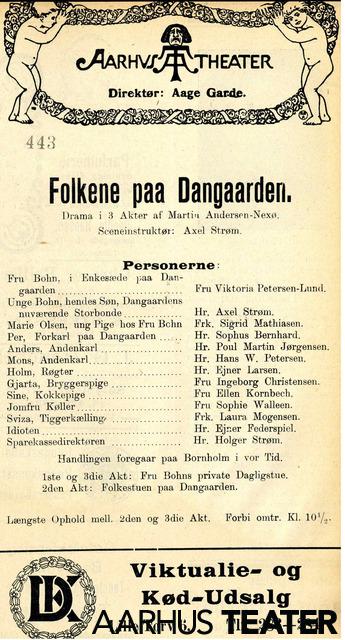 AARHUS THEATER
Direktør: Aage Garde.
443
Folkene paa Dangaarden.
Drama i 3 Akter af Martin Andersen-Nexø.
Sceneinstruktør: Axel Strøm.
Personerne:
Fru Bohn, i Enkesæde paa Dan-
gaarden Fru Viktoria Petersen-Lund.
Unge Bohn, hendes Søn, Dangaardens
nuværende Storbonde Hr. Axel Strøm.
Marie Olsen, ung Pige hos Fru Bohn Frk. Sigrid Mathiasen.
Per, Forkarl paa Dangaarden Hr. Sophus Bernhard.
Anders, Andenkarl Hr. Poul Martin Jørgensen.
Mons, Andenkarl Hr. Hans W. Petersen.
Holm, Røgter Hr. Ejner Larsen.
Gjarta, Bryggerspige Fru Ingeborg Christensen.
Sine, Kokkepige Fru Ellen Kornbech.
Jomfru Køller Fru Sophie Walleen.
Sviza, Tiggerkælling Frk. Laura Mogensen.
Idioten Hr. Ejner Federspiel.
Sparekassedirektøren Hr. Holger Strøm.
Handlingen foregaar paa Bornholm i vor Tid.
1ste og 3die Akt: Fru Bohns private Dagligstue.
2den Akt: Folkestuen paa Dangaarden.
Længste Ophold mell. 2den og 3die Akt. Forbi omtr. Kl. 10½.
Viktualie- og
Kød-Udsalg
AARHUS TEATER